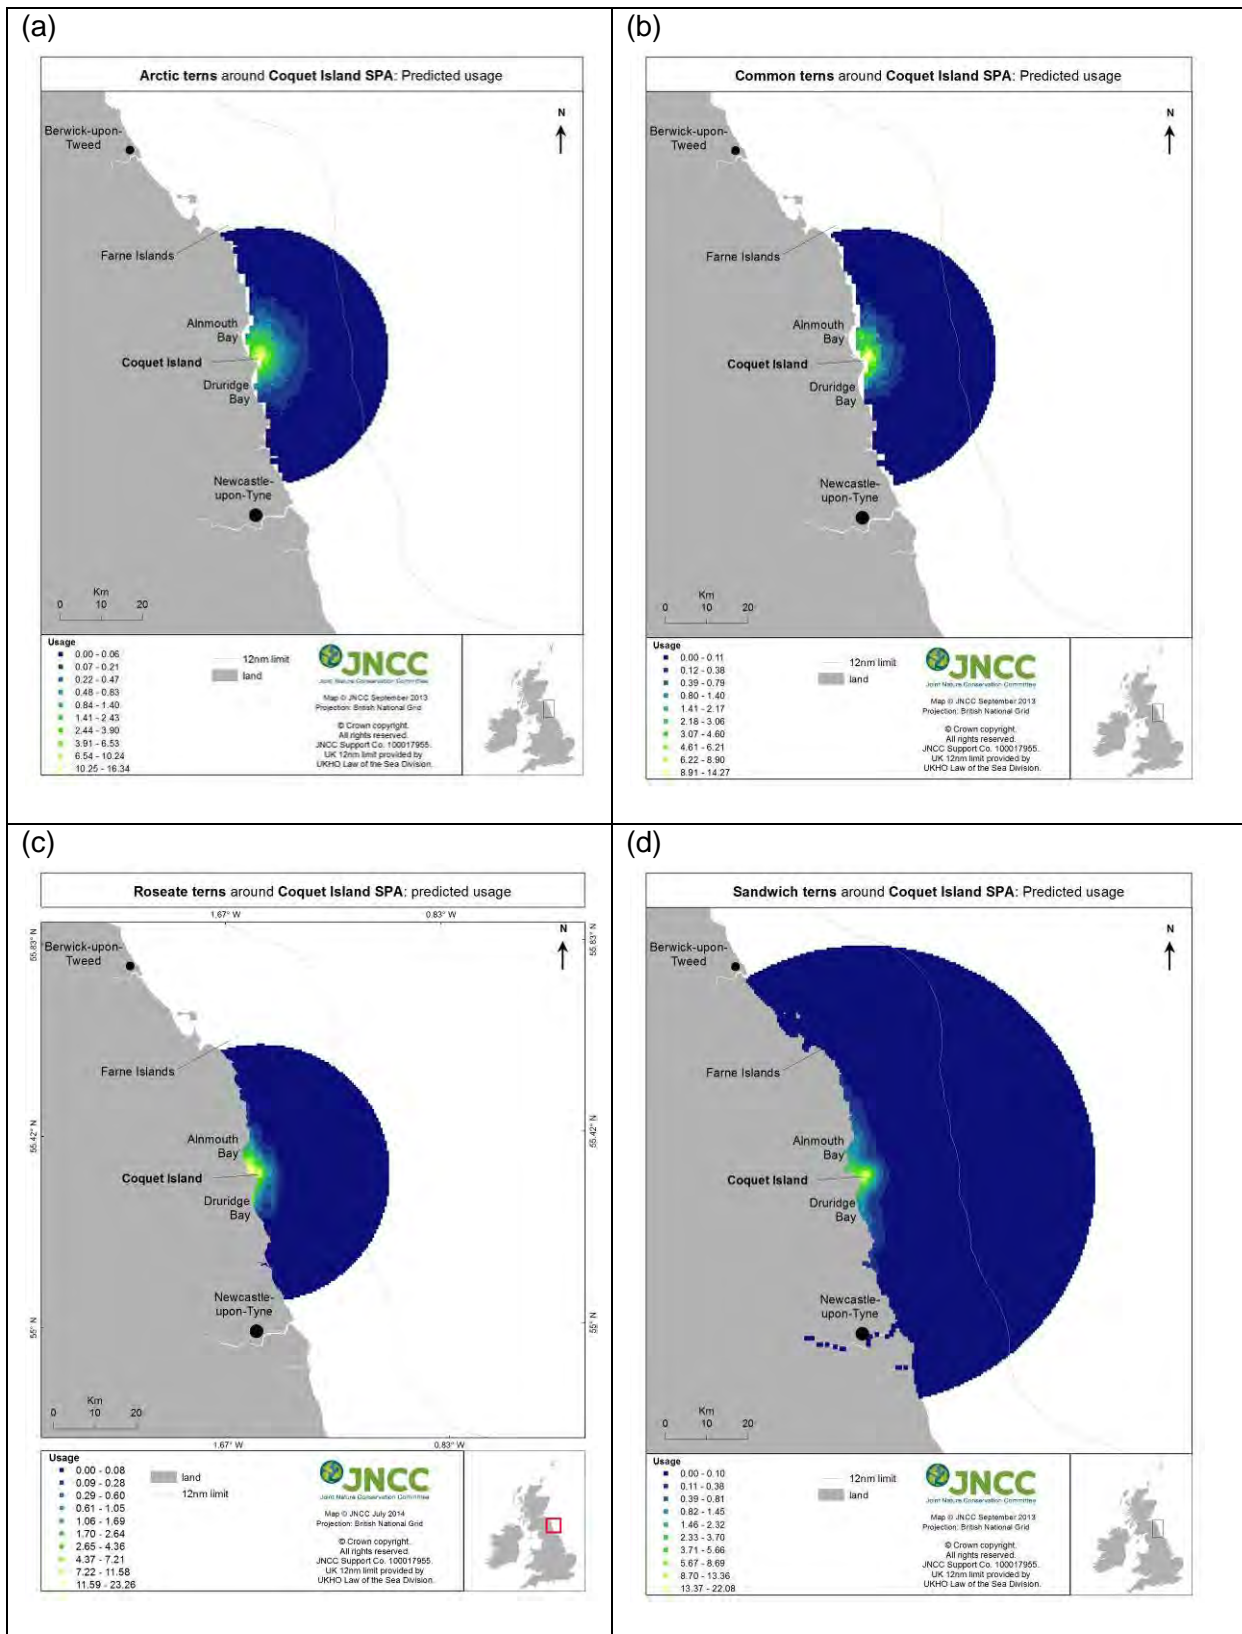 (a)
Arctic terns around Coquet Island SPA: Predicted usage
N
Berwick-upon-
Tweed
Farne Islands
Alnmouth
Bay
Coquet Island
Druridge
Bay
Newcastle-
upon-Tyne
Km
0 10 20
Usage
0.00 - 0.06
0.07 - 0.21
0.22 - 0.47
0.48 - 0.83
0.84 - 1.40
1.41 - 2.43
2.44 - 3.90
3.91 - 6.53
6.54 - 10.24
10.25 - 16.34
12nm limit
land
JNCC
Joint Nature Conservation Committee
Map © JNCC September 2013
Projection: British National Grid
© Crown copyright.
All rights reserved.
JNCC Support Co. 100017955.
UK 12nm limit provided by
UKHO Law of the Sea Division.
(b)
Common terns around Coquet Island SPA: Predicted usage
N
Berwick-upon-
Tweed
Farne Islands
Alnmouth
Bay
Coquet Island
Druridge
Bay
Newcastle-
upon-Tyne
Km
0 10 20
Usage
0.00 - 0.11
0.12 - 0.38
0.39 - 0.79
0.80 - 1.40
1.41 - 2.17
2.18 - 3.06
3.07 - 4.60
4.61 - 6.21
6.22 - 8.90
8.91 - 14.27
12nm limit
land
JNCC
Joint Nature Conservation Committee
Map © JNCC September 2013
Projection: British National Grid
© Crown copyright.
All rights reserved.
JNCC Support Co. 100017955.
UK 12nm limit provided by
UKHO Law of the Sea Division.
(c)
Roseate terns around Coquet Island SPA: predicted usage
1.67° W 0.83° W
55.83° N 55.83° N
N
Berwick-upon-
Tweed
Farne Islands
55.42° N 55.42° N
Alnmouth
Bay
Coquet Island
Druridge
Bay
Newcastle-
upon-Tyne
55° N 55° N
Km
0 10 20
1.67° W 0.83° W
Usage
0.00 - 0.08
0.09 - 0.28
0.29 - 0.60
0.61 - 1.05
1.06 - 1.69
1.70 - 2.64
2.65 - 4.36
4.37 - 7.21
7.22 - 11.58
11.59 - 23.26
land
12nm limit
JNCC
Joint Nature Conservation Committee
Map © JNCC July 2014
Projection: British National Grid
© Crown copyright.
All rights reserved.
JNCC Support Co. 100017955.
UK 12nm limit provided by
UKHO Law of the Sea Division.
(d)
Sandwich terns around Coquet Island SPA: Predicted usage
N
Berwick-upon-
Tweed
Farne Islands
Alnmouth
Bay
Coquet Island
Druridge
Bay
Newcastle-
upon-Tyne
Km
0 10 20
Usage
0.00 - 0.10
0.11 - 0.38
0.39 - 0.81
0.82 - 1.45
1.46 - 2.32
2.33 - 3.70
3.71 - 5.66
5.67 - 8.69
8.70 - 13.36
13.37 - 22.08
12nm limit
land
JNCC
Joint Nature Conservation Committee
Map © JNCC September 2013
Projection: British National Grid
© Crown copyright.
All rights reserved.
JNCC Support Co. 100017955.
UK 12nm limit provided by
UKHO Law of the Sea Division.